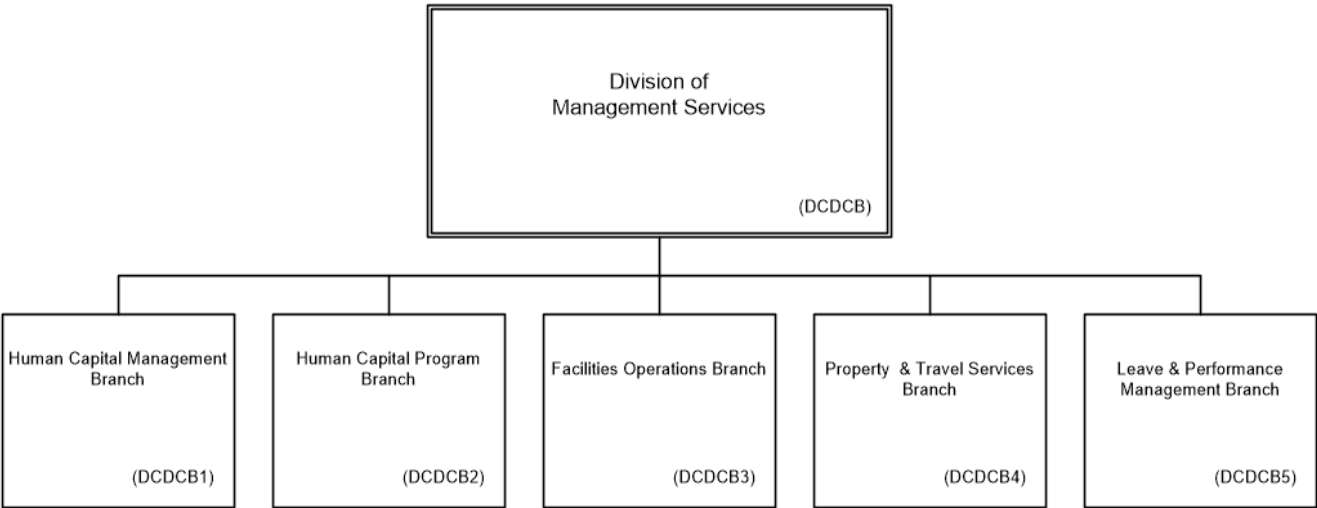 Division of
Management Services
(DCDCB)
Human Capital Management
Branch
(DCDCB1)
Human Capital Program
Branch
(DCDCB2)
Facilities Operations Branch
(DCDCB3)
Property & Travel Services
Branch
(DCDCB4)
Leave & Performance
Management Branch
(DCDCB5)